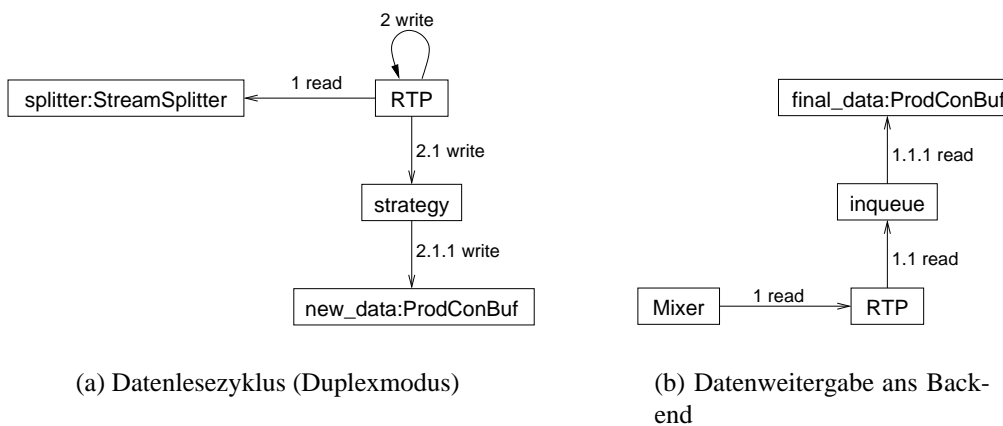 2 write
1 read
splitter:StreamSplitter
RTP
2.1 write
strategy
2.1.1 write
new_data:ProdConBuf
(a) Datenlesezyklus (Duplexmodus)
final_data:ProdConBuf
1.1.1 read
inqueue
1.1 read
1 read
Mixer
RTP
(b) Datenweitergabe ans Back-
end